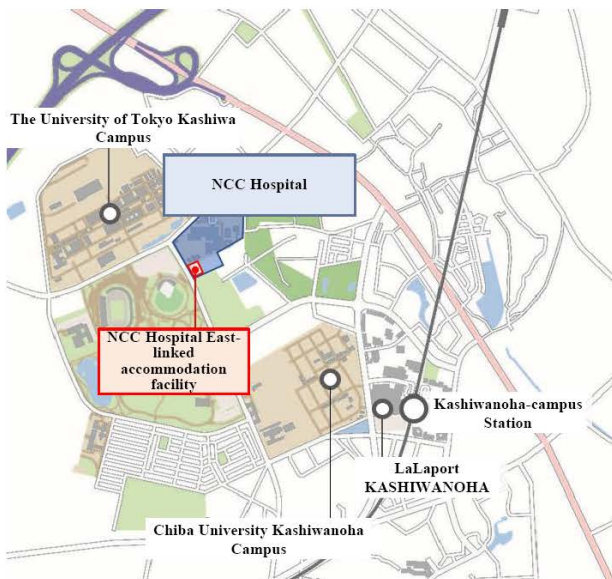 The University of Tokyo Kashiwa
Campus
NCC Hospital
NCC Hospital East-
linked
accommodation
facility
Kashiwanoha-campus
Station
LaLaport
KASHIWANOHA
Chiba University Kashiwanoha
Campus